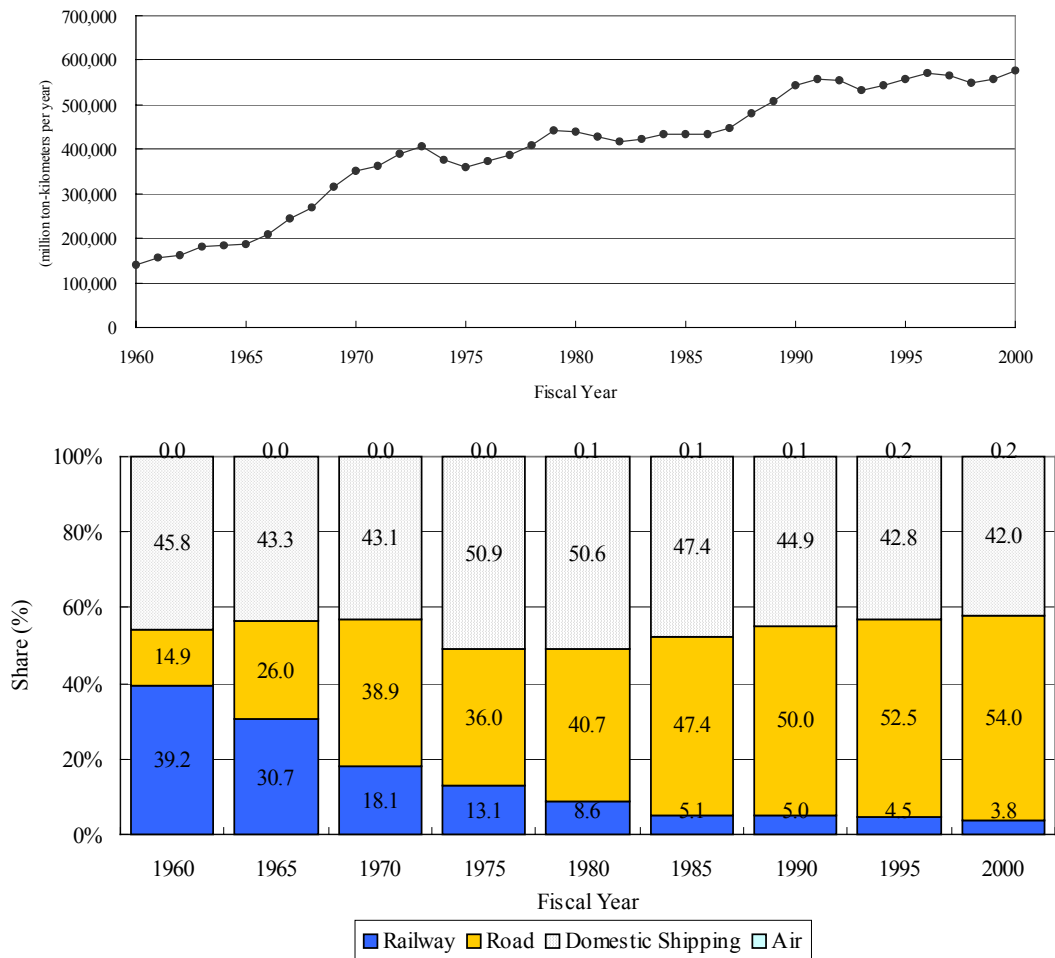 700,000
600,000
500,000
400,000
300,000
200,000
100,000
0
(million ton-kilometers per year)
1960 1965 1970 1975 1980 1985 1990 1995 2000
Fiscal Year
0.0 0.0 0.0 0.0 0.1 0.1 0.1 0.2 0.2
100%
80%
60%
40%
20%
0%
Share (%)
45.8 43.3 43.1 50.9 50.6 47.4 44.9 42.8 42.0
14.9 26.0 38.9 36.0 40.7 47.4 50.0 52.5 54.0
39.2 30.7 18.1 13.1 8.6 5.1 5.0 4.5 3.8
1960 1965 1970 1975 1980 1985 1990 1995 2000
Fiscal Year
Railway Road Domestic Shipping Air